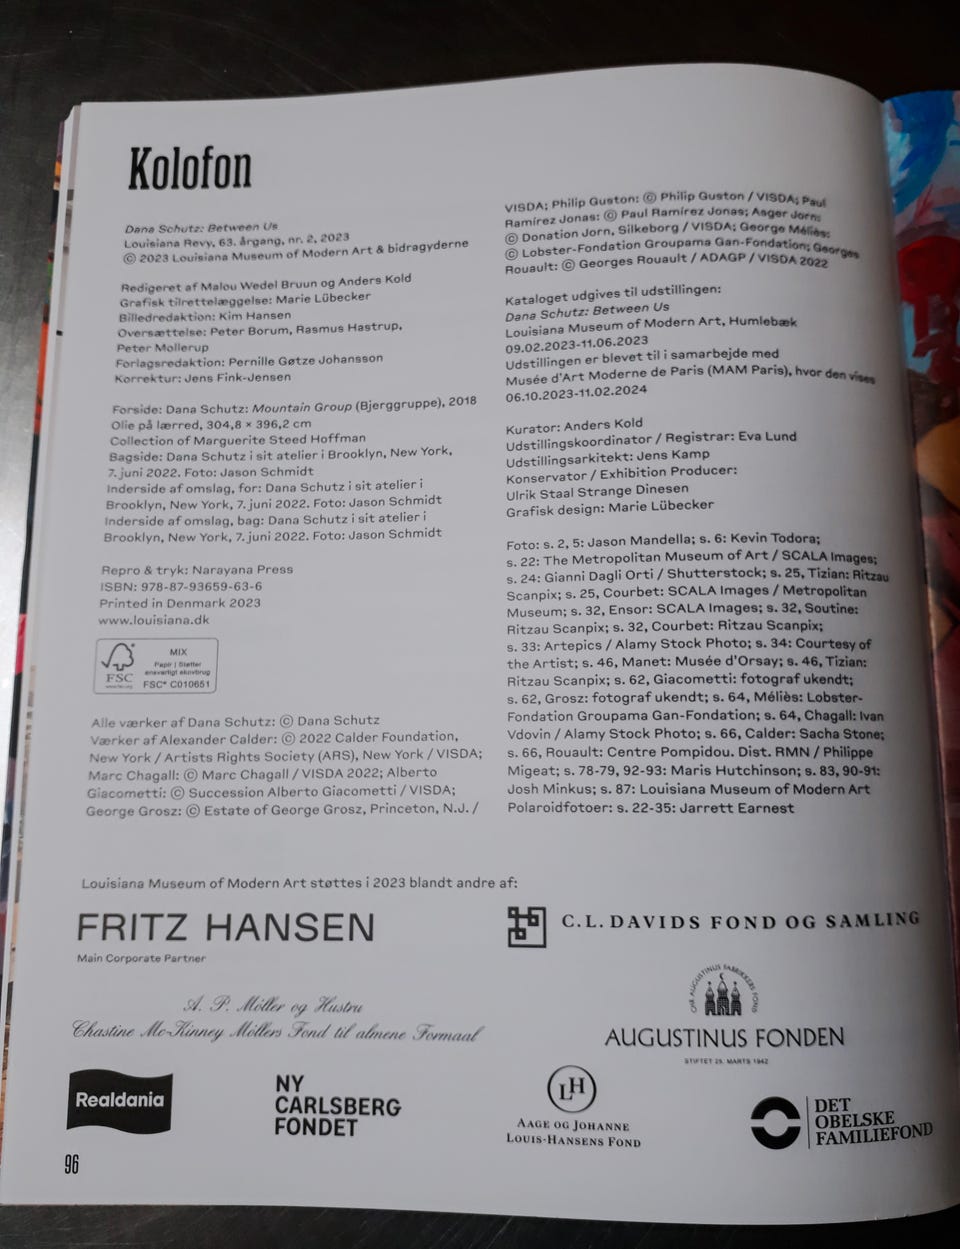 Kolofon
Dana Schutz: Between Us
Louisiana Revy, 63. årgang, nr. 2, 2023
© 2023 Louisiana Museum of Modern Art & bidragyderne
Redigeret af Malou Wedel Bruun og Anders Kold
Grafisk tilrettelæggelse: Marie Lübecker
Billedredaktion: Kim Hansen
Oversættelse: Peter Borum, Rasmus Hastrup,
Peter Mollerup
Forlagsredaktion: Pernille Gøtze Johansson
Korrektur: Jens Fink-Jensen
Forside: Dana Schutz: Mountain Group (Bjerggruppe), 2018
Olie på lærred, 304,8 × 396,2 cm
Collection of Marguerite Steed Hoffman
Bagside: Dana Schutz i sit atelier i Brooklyn, New York,
7. juni 2022. Foto: Jason Schmidt
Inderside af omslag, for: Dana Schutz i sit atelier i
Brooklyn, New York, 7. juni 2022. Foto: Jason Schmidt
Inderside af omslag, bag: Dana Schutz i sit atelier i
Brooklyn, New York, 7. juni 2022. Foto: Jason Schmidt
Repro & tryk: Narayana Press
ISBN: 978-87-93659-63-6
Printed in Denmark 2023
www.louisiana.dk
FSC
www.fsc.org
MIX
Papir | Støtter
ansvarligt skovbrug
FSC® C010651
Alle værker af Dana Schutz: © Dana Schutz
Værker af Alexander Calder: © 2022 Calder Foundation,
New York / Artists Rights Society (ARS), New York / VISDA;
Marc Chagall: © Marc Chagall / VISDA 2022; Alberto
Giacometti: © Succession Alberto Giacometti / VISDA;
George Grosz: © Estate of George Grosz, Princeton, N.J. /
VISDA; Philip Guston: © Philip Guston / VISDA; Paul
Ramírez Jonas: © Paul Ramírez Jonas; Asger Jorn:
© Donation Jorn, Silkeborg / VISDA; George Méliès:
© Lobster-Fondation Groupama Gan-Fondation; Georges
Rouault: © Georges Rouault / ADAGP / VISDA 2022
Kataloget udgives til udstillingen:
Dana Schutz: Between Us
Louisiana Museum of Modern Art, Humlebæk
09.02.2023-11.06.2023
Udstillingen er blevet til i samarbejde med
Musée d'Art Moderne de Paris (MAM Paris), hvor den vises
06.10.2023-11.02.2024
Kurator: Anders Kold
Udstillingskoordinator / Registrar: Eva Lund
Udstillingsarkitekt: Jens Kamp
Konservator / Exhibition Producer:
Ulrik Staal Strange Dinesen
Grafisk design: Marie Lübecker
Foto: s. 2, 5: Jason Mandella; s. 6: Kevin Todora;
s. 22: The Metropolitan Museum of Art / SCALA Images;
s. 24: Gianni Dagli Orti / Shutterstock; s. 25, Tizian: Ritzau
Scanpix; s. 25, Courbet: SCALA Images / Metropolitan
Museum; s. 32, Ensor: SCALA Images; s. 32, Soutine:
Ritzau Scanpix; s. 32, Courbet: Ritzau Scanpix;
s. 33: Artepics / Alamy Stock Photo; s. 34: Courtesy of
the Artist; s. 46, Manet: Musée d'Orsay; s. 46, Tizian:
Ritzau Scanpix; s. 62, Giacometti: fotograf ukendt;
s. 62, Grosz: fotograf ukendt; s. 64, Méliès: Lobster-
Fondation Groupama Gan-Fondation; s. 64, Chagall: Ivan
Vdovin / Alamy Stock Photo; s. 66, Calder: Sacha Stone;
s. 66, Rouault: Centre Pompidou. Dist. RMN / Philippe
Migeat; s. 78-79, 92-93: Maris Hutchinson; s. 83, 90-91:
Josh Minkus; s. 87: Louisiana Museum of Modern Art
Polaroidfotoer: s. 22-35: Jarrett Earnest
Louisiana Museum of Modern Art støttes i 2023 blandt andre af:
FRITZ HANSEN
Main Corporate Partner
C.L. DAVIDS FOND OG SAMLING
A. P. Møller og Hustru
Chastine Mc-Kinney Møllers Fond til almene Formaal
CHR AUGUSTINUS FABRIKKERS FOND
AUGUSTINUS FONDEN
STIFTET 25. MARTS 1942
Realdania
NY
CARLSBERG
FONDET
LH
AAGE OG JOHANNE
LOUIS-HANSENS FOND
DET
OBELSKE
FAMILIEFOND
96